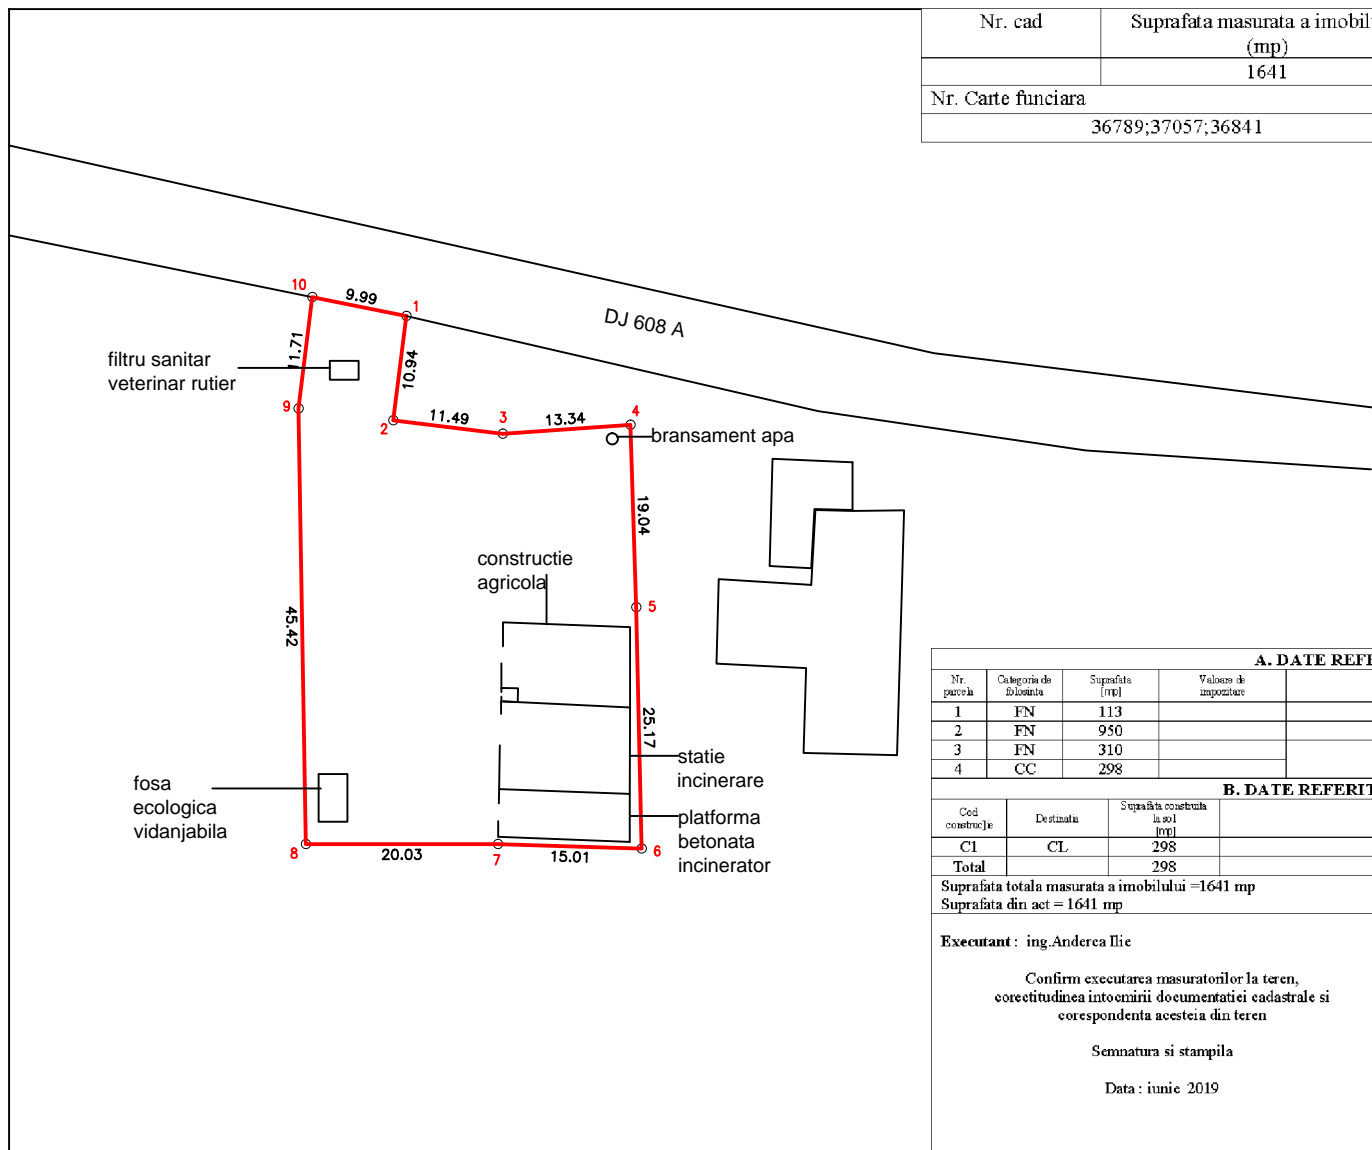 Nr. cad
Suprafata masurata a imobil
(mp)
1641
Nr. Carte funciara
36789;37057;36841
10
9.99
1
DJ 608 A
11.71
filtru sanitar
veterinar rutier
10.94
9
2
11.49
3
13.34
4
bransament apa
19.04
constructie
agricola
5
45.42
25.17
statie
incinerare
fosa
ecologica
vidanjabila
platforma
betonata
incinerator
8
20.03
7
15.01
6
A. DATE REFE
Nr. parcela Categoria de folosinta Suprafata [mp] Valoare de impozitare
1 FN 113
2 FN 950
3 FN 310
4 CC 298
B. DATE REFERIT
Cod construcţie Destinatia Suprafata construita la sol [mp]
C1 CL 298
Total 298
Suprafata totala masurata a imobilului =1641 mp
Suprafata din act = 1641 mp
Executant : ing.Anderca Ilie
Confirm executarea masuratorilor la teren,
corectitudinea intocmirii documentatiei cadastrale si
corespondenta acesteia din teren
Semnatura si stampila
Data : iunie 2019